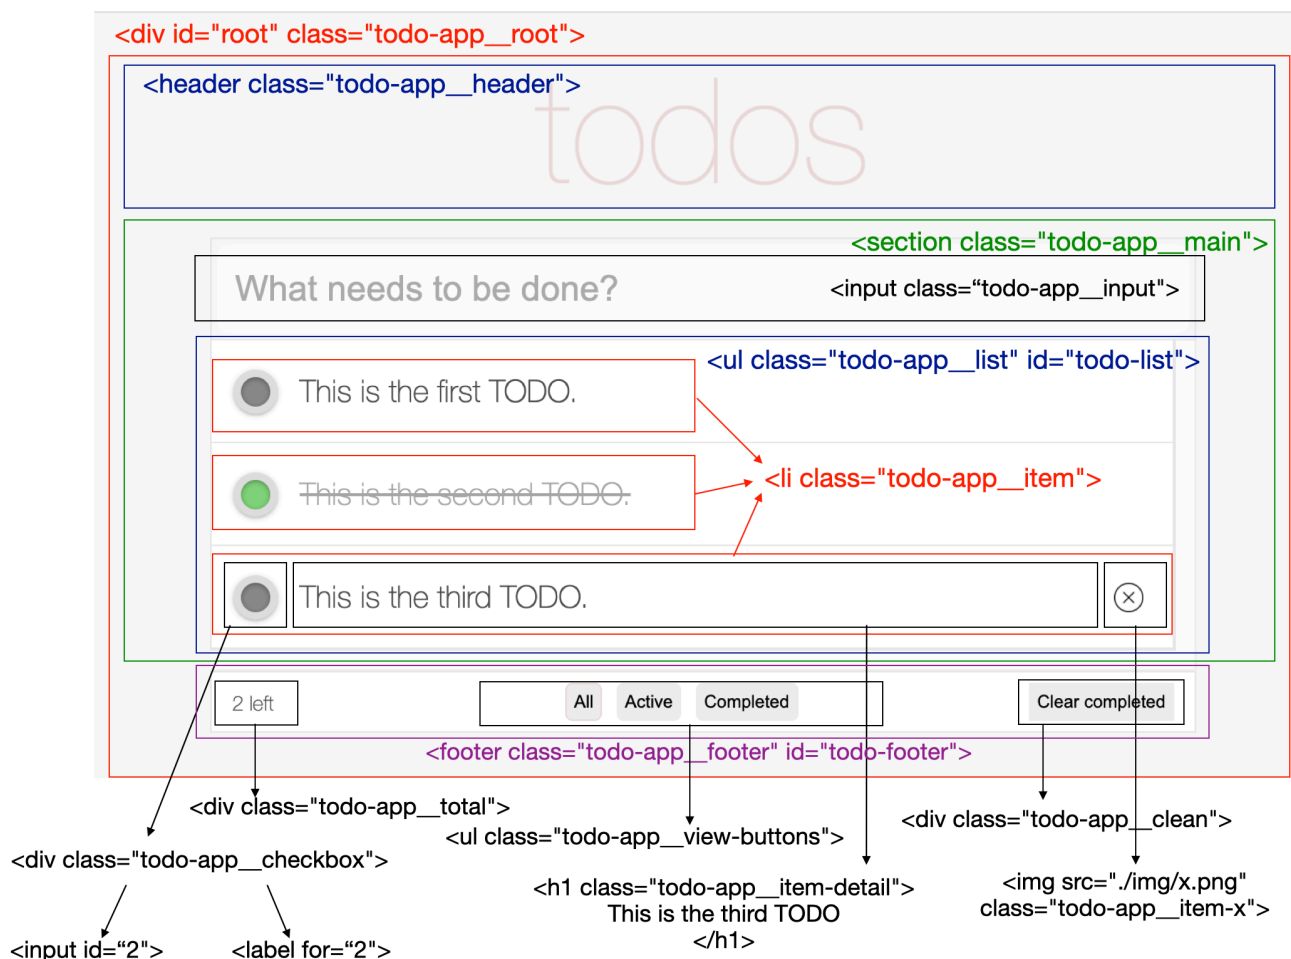 <div id="root" class="todo-app__root">
<header class="todo-app__header">
todos
<section class="todo-app__main">
What needs to be done?
<input class=“todo-app__input">
<ul class="todo-app__list" id="todo-list">
This is the first TODO.
<li class="todo-app__item">
This is the second TODO.
This is the third TODO.
2 left
All
Active
Completed
Clear completed
<footer class="todo-app__footer" id="todo-footer">
<div class="todo-app__total">
<div class="todo-app__clean">
<ul class="todo-app__view-buttons">
<div class="todo-app__checkbox">
<h1 class="todo-app__item-detail">
This is the third TODO
</h1>
<img src="./img/x.png"
class="todo-app__item-x">
<input id=“2">
<label for=“2">